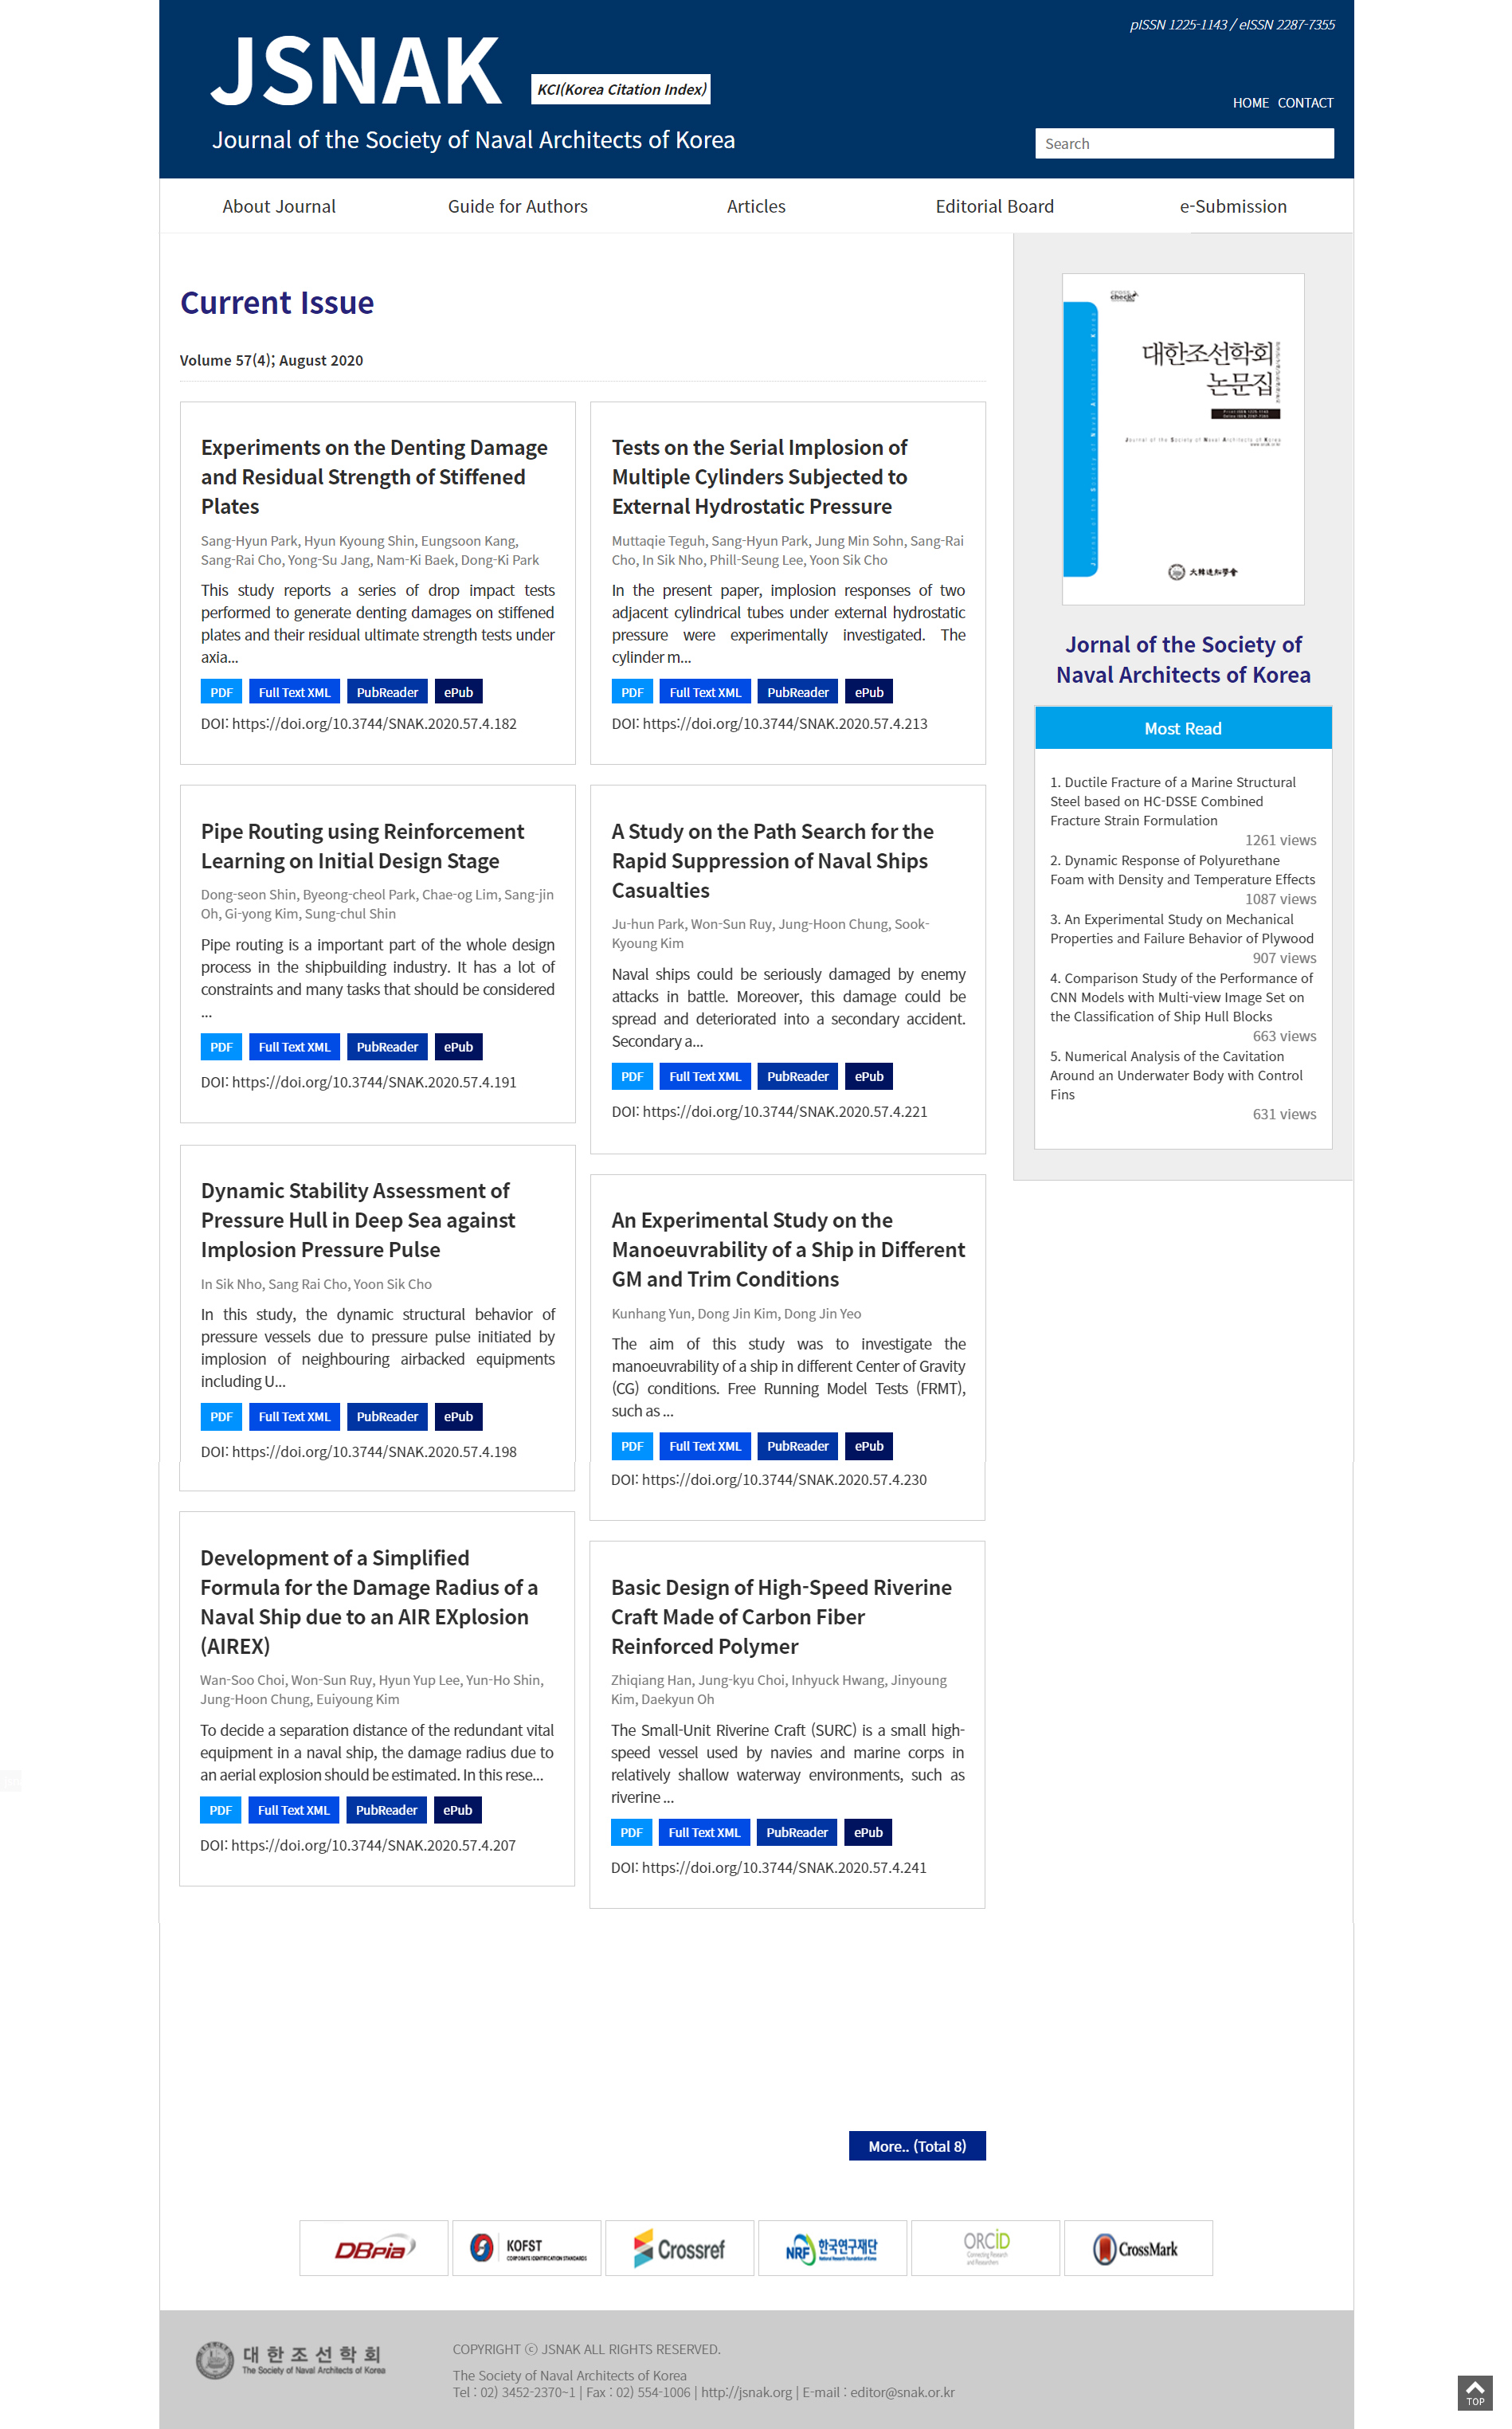 pISSN 1225-1143 / eISSN 2287-7355
JSNAK
KCI(Korea Citation Index)
HOME CONTACT
Journal of the Society of Naval Architects of Korea
Search
About Journal
Guide for Authors
Articles
Editorial Board
e-Submission
Current Issue
Volume 57(4); August 2020
Experiments on the Denting Damage
and Residual Strength of Stiffened
Plates
Sang-Hyun Park, Hyun Kyoung Shin, Eungsoon Kang,
Sang-Rai Cho, Yong-Su Jang, Nam-Ki Baek, Dong-Ki Park
This study reports a series of drop impact tests
performed to generate denting damages on stiffened
plates and their residual ultimate strength tests under
axia...
PDF Full Text XML PubReader ePub
DOI: https://doi.org/10.3744/SNAK.2020.57.4.182
Pipe Routing using Reinforcement
Learning on Initial Design Stage
Dong-seon Shin, Byeong-cheol Park, Chae-og Lim, Sang-jin
Oh, Gi-yong Kim, Sung-chul Shin
Pipe routing is a important part of the whole design
process in the shipbuilding industry. It has a lot of
constraints and many tasks that should be considered
...
PDF Full Text XML PubReader ePub
DOI: https://doi.org/10.3744/SNAK.2020.57.4.191
Dynamic Stability Assessment of
Pressure Hull in Deep Sea against
Implosion Pressure Pulse
In Sik Nho, Sang Rai Cho, Yoon Sik Cho
In this study, the dynamic structural behavior of
pressure vessels due to pressure pulse initiated by
implosion of neighbouring airbacked equipments
including U...
PDF Full Text XML PubReader ePub
DOI: https://doi.org/10.3744/SNAK.2020.57.4.198
Development of a Simplified
Formula for the Damage Radius of a
Naval Ship due to an AIR EXplosion
(AIREX)
Wan-Soo Choi, Won-Sun Ruy, Hyun Yup Lee, Yun-Ho Shin,
Jung-Hoon Chung, Euiyoung Kim
To decide a separation distance of the redundant vital
equipment in a naval ship, the damage radius due to
an aerial explosion should be estimated. In this rese...
PDF Full Text XML PubReader ePub
DOI: https://doi.org/10.3744/SNAK.2020.57.4.207
Tests on the Serial Implosion of
Multiple Cylinders Subjected to
External Hydrostatic Pressure
Muttaqie Teguh, Sang-Hyun Park, Jung Min Sohn, Sang-Rai
Cho, In Sik Nho, Phill-Seung Lee, Yoon Sik Cho
In the present paper, implosion responses of two
adjacent cylindrical tubes under external hydrostatic
pressure were experimentally investigated. The
cylinder m...
PDF Full Text XML PubReader ePub
DOI: https://doi.org/10.3744/SNAK.2020.57.4.213
A Study on the Path Search for the
Rapid Suppression of Naval Ships
Casualties
Ju-hun Park, Won-Sun Ruy, Jung-Hoon Chung, Sook-
Kyoung Kim
Naval ships could be seriously damaged by enemy
attacks in battle. Moreover, this damage could be
spread and deteriorated into a secondary accident.
Secondary a...
PDF Full Text XML PubReader ePub
DOI: https://doi.org/10.3744/SNAK.2020.57.4.221
An Experimental Study on the
Manoeuvrability of a Ship in Different
GM and Trim Conditions
Kunhang Yun, Dong Jin Kim, Dong Jin Yeo
The aim of this study was to investigate the
manoeuvrability of a ship in different Center of Gravity
(CG) conditions. Free Running Model Tests (FRMT),
such as ...
PDF Full Text XML PubReader ePub
DOI: https://doi.org/10.3744/SNAK.2020.57.4.230
Basic Design of High-Speed Riverine
Craft Made of Carbon Fiber
Reinforced Polymer
Zhiqiang Han, Jung-kyu Choi, Inhyuck Hwang, Jinyoung
Kim, Daekyun Oh
The Small-Unit Riverine Craft (SURC) is a small high-
speed vessel used by navies and marine corps in
relatively shallow waterway environments, such as
riverine ...
PDF Full Text XML PubReader ePub
DOI: https://doi.org/10.3744/SNAK.2020.57.4.241
More.. (Total 8)
cross
check
대한조선학회
논문집
Journal of the Society of Naval Architects of Korea
Journal of the Society of Naval Architects of Korea
大韓造船學會
Jornal of the Society of
Naval Architects of Korea
Most Read
1. Ductile Fracture of a Marine Structural
Steel based on HC-DSSE Combined
Fracture Strain Formulation
1261 views
2. Dynamic Response of Polyurethane
Foam with Density and Temperature Effects
1087 views
3. An Experimental Study on Mechanical
Properties and Failure Behavior of Plywood
907 views
4. Comparison Study of the Performance of
CNN Models with Multi-view Image Set on
the Classification of Ship Hull Blocks
663 views
5. Numerical Analysis of the Cavitation
Around an Underwater Body with Control
Fins
631 views
DBpia
KOFST
CORPORATE IDENTIFICATION STANDARDS
Crossref
NRF 한국연구재단
National Research Foundation of Korea
ORCID
Connecting Research
and Researchers
CrossMark
대한조선학회
The Society of Naval Architects of Korea
COPYRIGHT ⓒ JSNAK ALL RIGHTS RESERVED.
The Society of Naval Architects of Korea
Tel : 02) 3452-2370~1 | Fax : 02) 554-1006 | http://jsnak.org | E-mail : editor@snak.or.kr
TOP